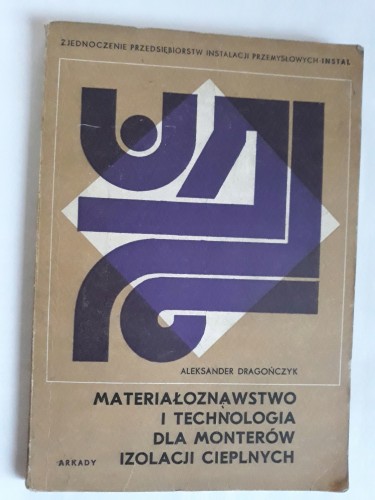 ZJEDNOCZENIE PRZEDSIĘBIORSTW INSTALACJI PRZEMYSŁOWYCH INSTAL
ALEKSANDER DRAGOŃCZYK
MATERIAŁOZNAWSTWO
I TECHNOLOGIA
DLA MONTERÓW
IZOLACJI CIEPLNYCH
ARKADY